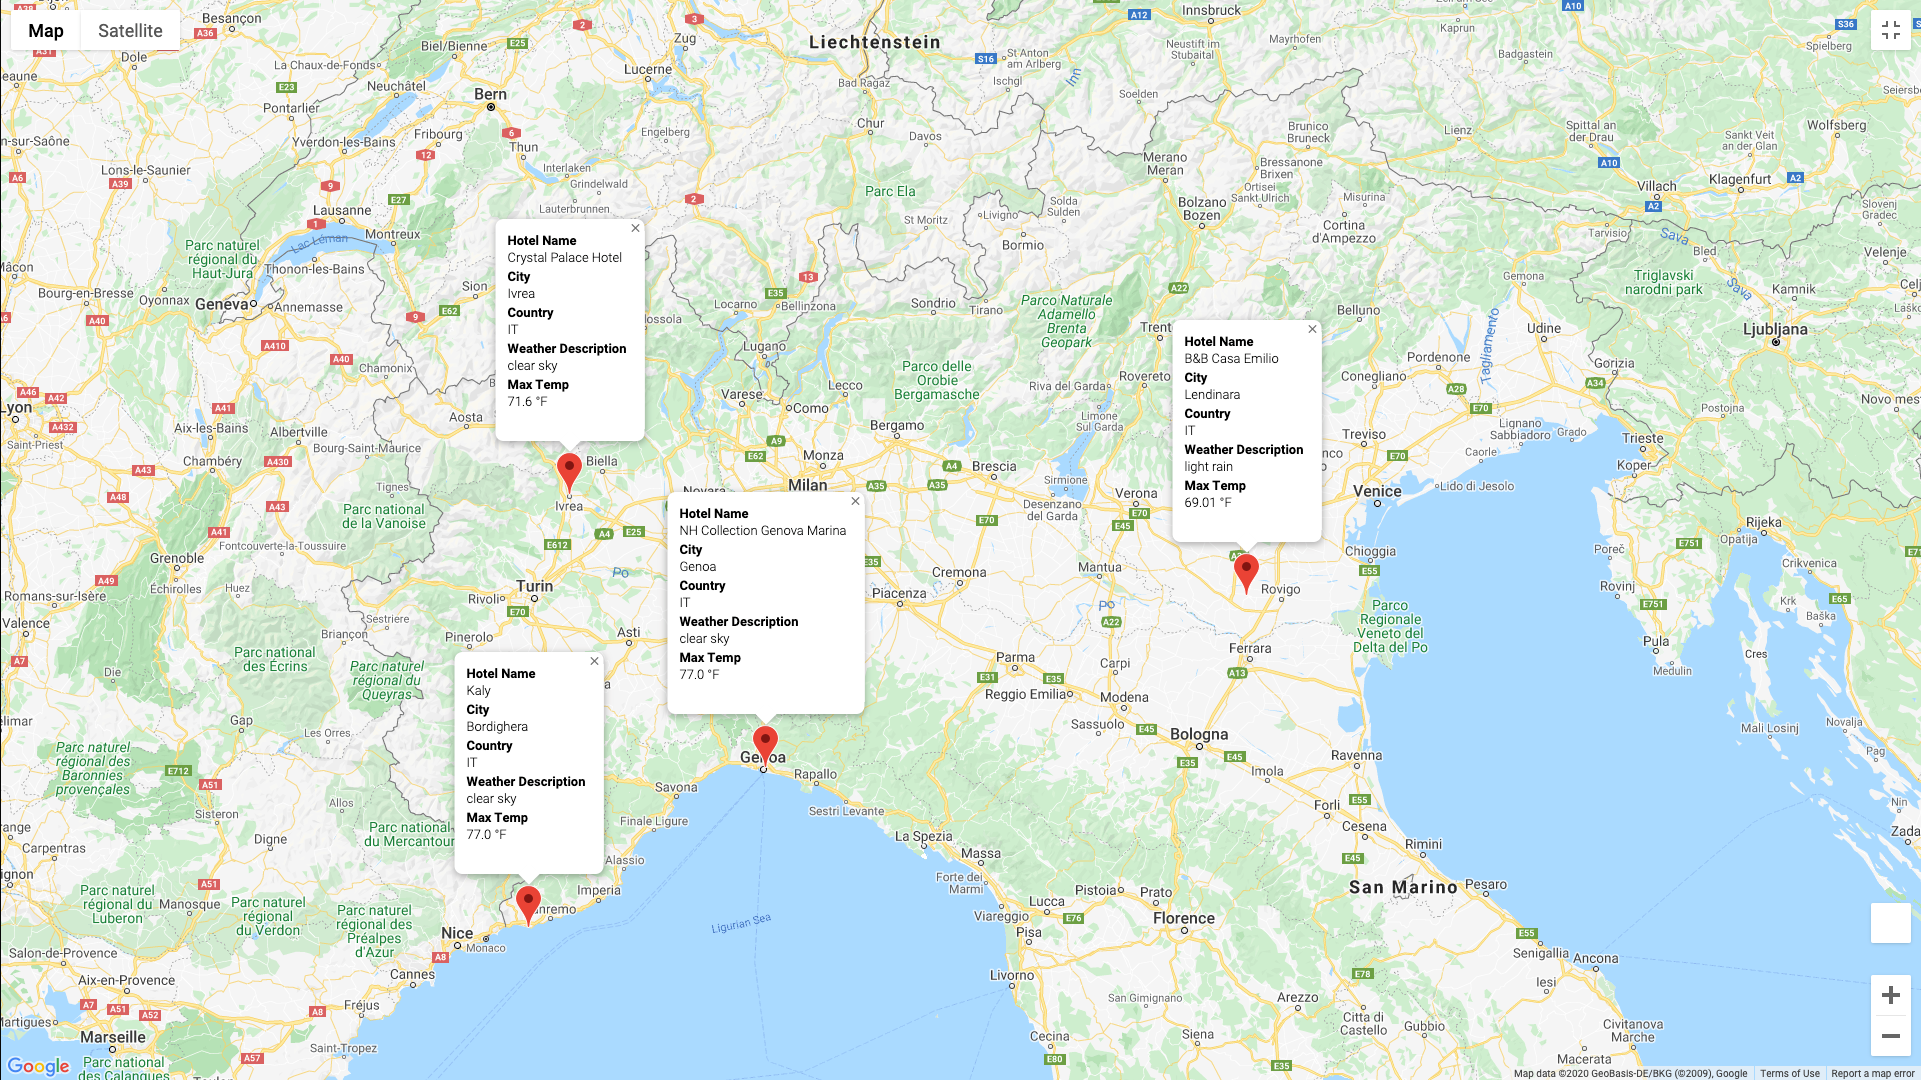 Map
Satellite
Hotel Name
Crystal Palace Hotel
City
Ivrea
Country
IT
Weather Description
clear sky
Max Temp
71.6 °F
Hotel Name
B&B Casa Emilio
City
Lendinara
Country
IT
Weather Description
light rain
Max Temp
69.01 °F
Hotel Name
NH Collection Genova Marina
City
Genoa
Country
IT
Weather Description
clear sky
Max Temp
77.0 °F
Hotel Name
Kaly
City
Bordighera
Country
IT
Weather Description
clear sky
Max Temp
77.0 °F
Besançon
Dole
La Chaux-de-Fonds
Biel/Bienne
Zug
Lucerne
Liechtenstein
Innsbruck
Neustift im
Stubaital
Mayrhofen
Kaprun
Badgastein
Spielberg
St Anton
am Arlberg
Ischgl
Inn
Soelden
Bad Ragaz
Neuchâtel
Pontarlier
Bern
Fribourg
Yverdon-les-Bains
Thun
Engelberg
Chur
Davos
Lons-le-Saunier
Interlaken
Grindelwald
Lauterbrunnen
Parc Ela
St Moritz
Livigno
Bormio
Solda
Sulden
Merano
Meran
Brunico
Bruneck
Bressanone
Brixen
Ortisei
Sankt Ulrich
Misurina
Lienz
Spittal an
der Drau
Sankt Veit
an der Glan
Wolfsberg
Villach
Klagenfurt
Bolzano
Bozen
Cortina
d'Ampezzo
Tarvisio
Slovenj
Gradec
Velenje
Lausanne
Montreux
Lac Léman
Parc naturel
régional du
Haut-Jura
Thonon-les-Bains
Bourg-en-Bresse
Oyonnax
Geneva
Annemasse
Sion
Locarno
Bellinzona
Sondrio
Tirano
Parco Naturale
Adamello
Brenta
Geopark
Belluno
Gemona
Triglavski
narodni park
Sava
Bled
Sava
Kamnik
Ljubljana
Udine
Tagliamento
Pordenone
Gorizia
Conegliano
Rovereto
Riva del Garda
Lugano
Varese
Como
Lecco
Parco delle
Orobie
Bergamasche
Chamonix
Aosta
Lyon
Saint-Priest
Aix-les-Bains
Albertville
Bourg-Saint-Maurice
Chambéry
Tignes
Parc national
de la Vanoise
Biella
Ivrea
Monza
Milan
Bergamo
Brescia
Limone
sul Garda
Sirmione
Desenzano
del Garda
Verona
Treviso
Venice
Lido di Jesolo
Caorle
Lignano
Sabbiadoro
Grado
Trieste
Koper
Postojna
Rijeka
Opatija
Crikvenica
Poreč
Rovinj
Pula
Medulin
Cres
Krk
Baška
Mali Losinj
Novalja
Pag
Nin
Grenoble
Fontcouverte-la-Toussuire
Huez
Échirolles
Romans-sur-Isère
Valence
Briançon
Sestriere
Turin
Rivoli
Pinerolo
Asti
Po
Piacenza
Cremona
Mantua
Po
Rovigo
Chioggia
Parco
Regionale
Veneto del
Delta del Po
Ferrara
Parma
Carpi
Reggio Emilia
Modena
Sassuolo
Bologna
Imola
Ravenna
Forlì
Cesena
Rimini
San Marino
Pesaro
Senigallia
Ancona
Iesi
Civitanova
Marche
Macerata
Parc national
des Écrins
Parc naturel
régional du
Queyras
Die
Gap
Les Orres
Parc naturel
régional des
Baronnies
provençales
Allos
Sisteron
Digne
Parc national
du Mercantour
Carpentras
Genoa
Rapallo
Sestri Levante
Savona
Finale Ligure
Alassio
Imperia
La Spezia
Massa
Forte dei
Marmi
Viareggio
Lucca
Pistoia
Prato
Florence
Pisa
Livorno
San Gimignano
Arezzo
Siena
Cecina
Città di
Castello
Gubbio
Ligurian Sea
Parc naturel
régional du
Luberon
Manosque
Parc naturel
régional
du Verdon
Parc naturel
régional des
Préalpes
d'Azur
Nice
Monaco
Cannes
Salon-de-Provence
Aix-en-Provence
Fréjus
Marseille
Saint-Tropez
Parc national
des Calanques
Google
Map data ©2020 GeoBasis-DE/BKG (©2009), Google
Terms of Use
Report a map error